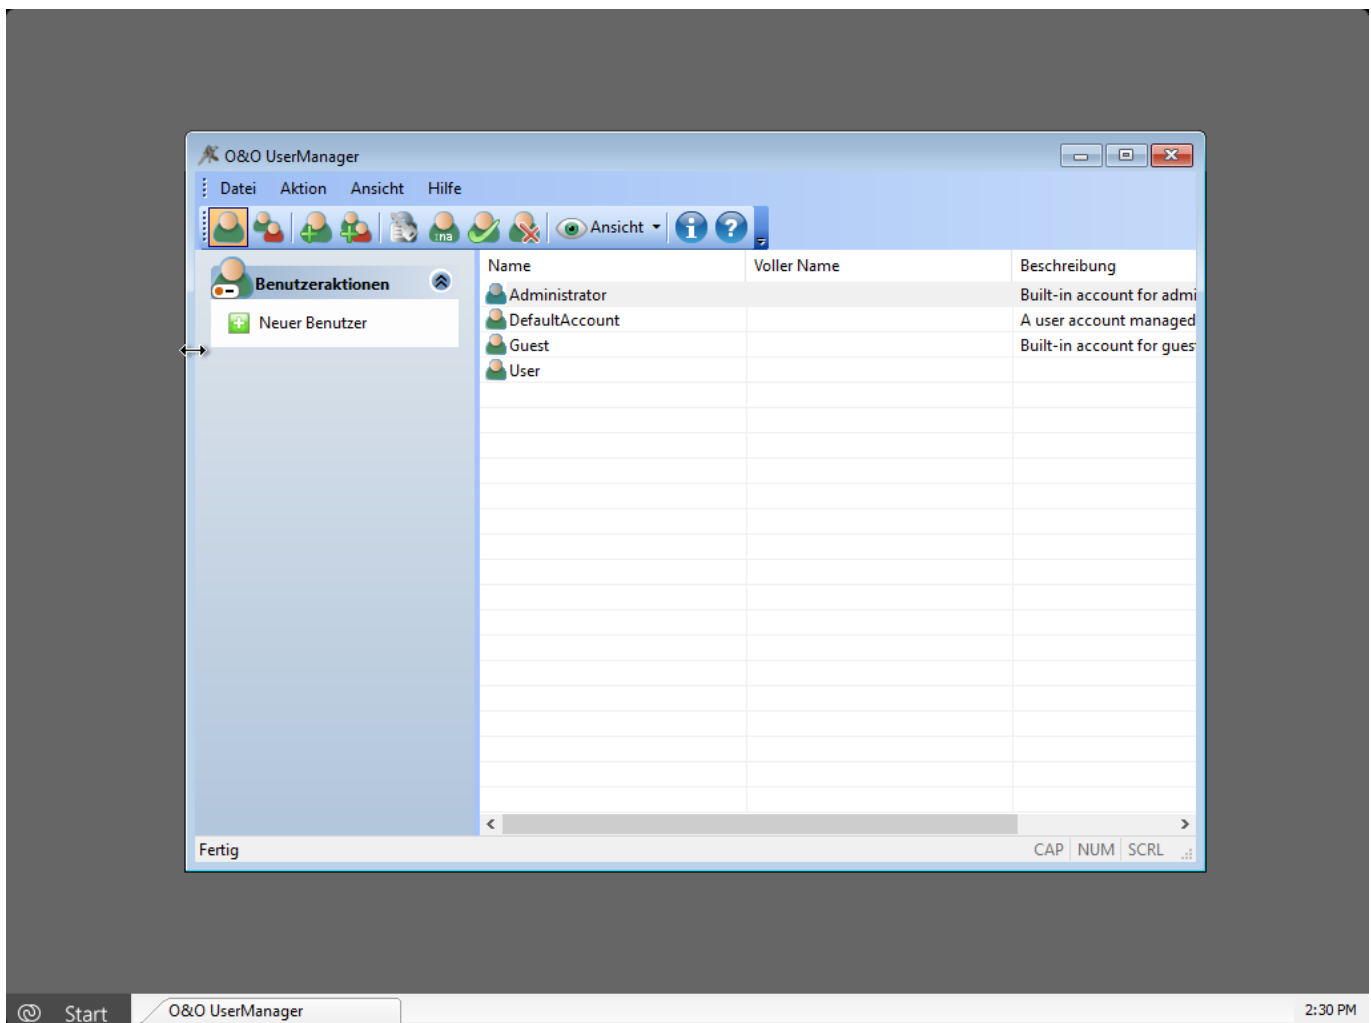 O&O UserManager
Datei Aktion Ansicht Hilfe
Ansicht
Benutzeraktionen
Neuer Benutzer
Name Voller Name Beschreibung
Administrator Built-in account for admi
DefaultAccount A user account managed
Guest Built-in account for gues
User
Fertig CAP NUM SCRL
Start O&O UserManager 2:30 PM